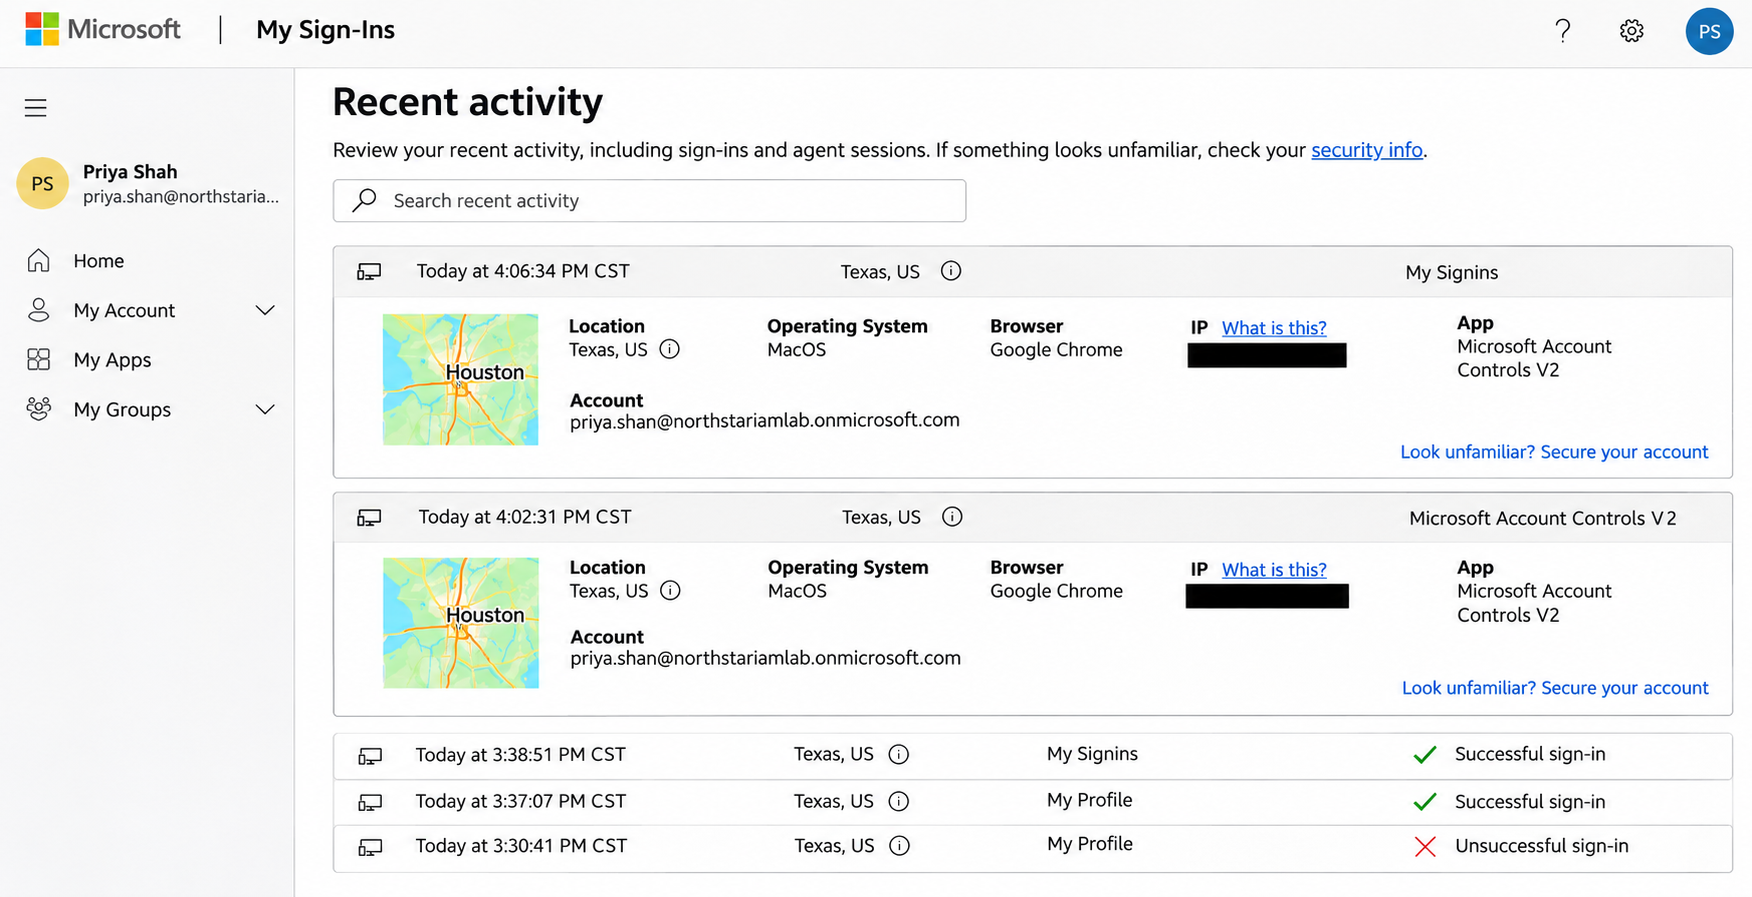 Microsoft | My Sign-Ins
?
PS
PS
Priya Shah
priya.shan@northstaria...
Home
My Account
My Apps
My Groups
Recent activity
Review your recent activity, including sign-ins and agent sessions. If something looks unfamiliar, check your security info.
Search recent activity
Today at 4:06:34 PM CST
Texas, US
My Signins
Houston
Location
Texas, US
Operating System
MacOS
Browser
Google Chrome
IP What is this?
App
Microsoft Account
Controls V2
Account
priya.shan@northstariamlab.onmicrosoft.com
Look unfamiliar? Secure your account
Today at 4:02:31 PM CST
Texas, US
Microsoft Account Controls V2
Houston
Location
Texas, US
Operating System
MacOS
Browser
Google Chrome
IP What is this?
App
Microsoft Account
Controls V2
Account
priya.shan@northstariamlab.onmicrosoft.com
Look unfamiliar? Secure your account
Today at 3:38:51 PM CST Texas, US My Signins Successful sign-in
Today at 3:37:07 PM CST Texas, US My Profile Successful sign-in
Today at 3:30:41 PM CST Texas, US My Profile Unsuccessful sign-in